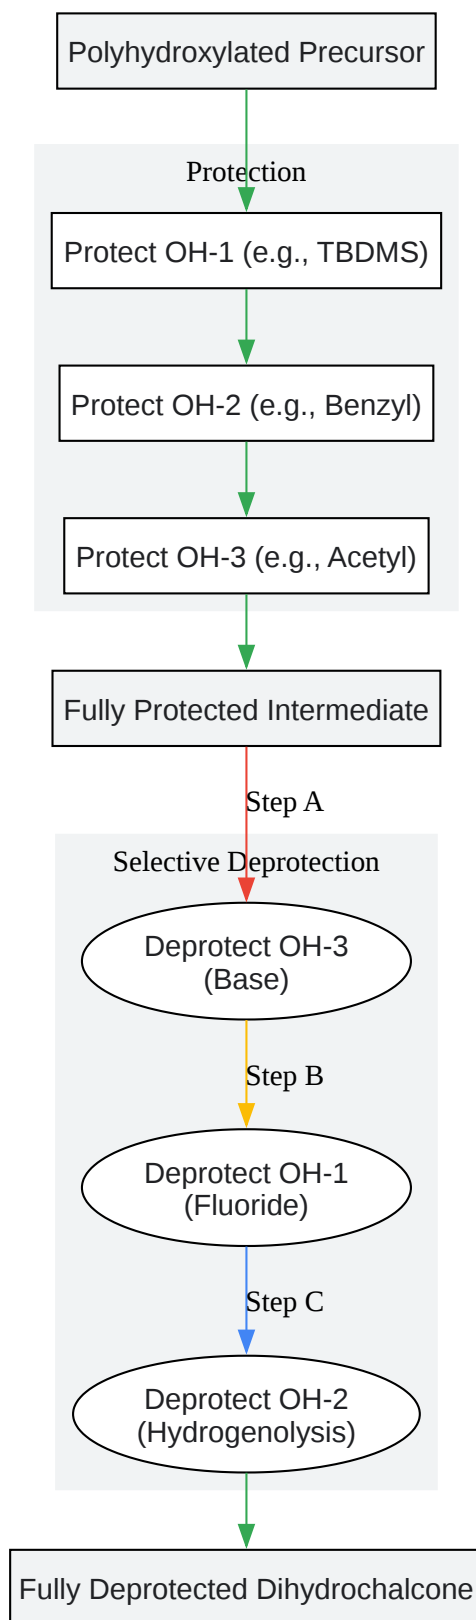 Polyhydroxylated Precursor
Protection
Protect OH-1 (e.g., TBDMS)
Protect OH-2 (e.g., Benzyl)
Protect OH-3 (e.g., Acetyl)
Fully Protected Intermediate
Step A
Selective Deprotection
Deprotect OH-3
(Base)
Step B
Deprotect OH-1
(Fluoride)
Step C
Deprotect OH-2
(Hydrogenolysis)
Fully Deprotected Dihydrochalcone